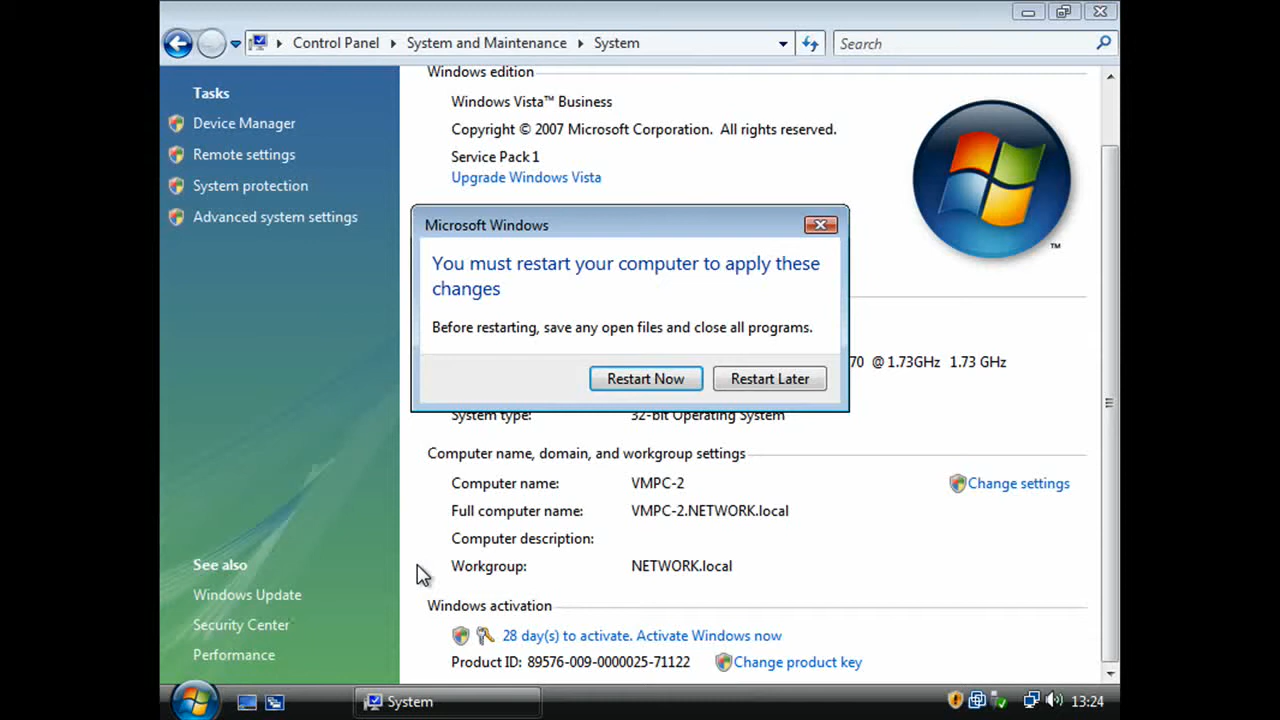 Control Panel System and Maintenance System
Search
Tasks
Device Manager
Remote settings
System protection
Advanced system settings
See also
Windows Update
Security Center
Performance
Windows edition
Windows Vista™ Business
Copyright © 2007 Microsoft Corporation. All rights reserved.
Service Pack 1
Upgrade Windows Vista
TM
Microsoft Windows
You must restart your computer to apply these
changes
Before restarting, save any open files and close all programs.
Restart Now Restart Later
70 @ 1.73GHz 1.73 GHz
System type: 32-bit Operating System
Computer name, domain, and workgroup settings
Computer name: VMPC-2
Change settings
Full computer name: VMPC-2.NETWORK.local
Computer description:
Workgroup: NETWORK.local
Windows activation
28 day(s) to activate. Activate Windows now
Product ID: 89576-009-0000025-71122 Change product key
System
13:24